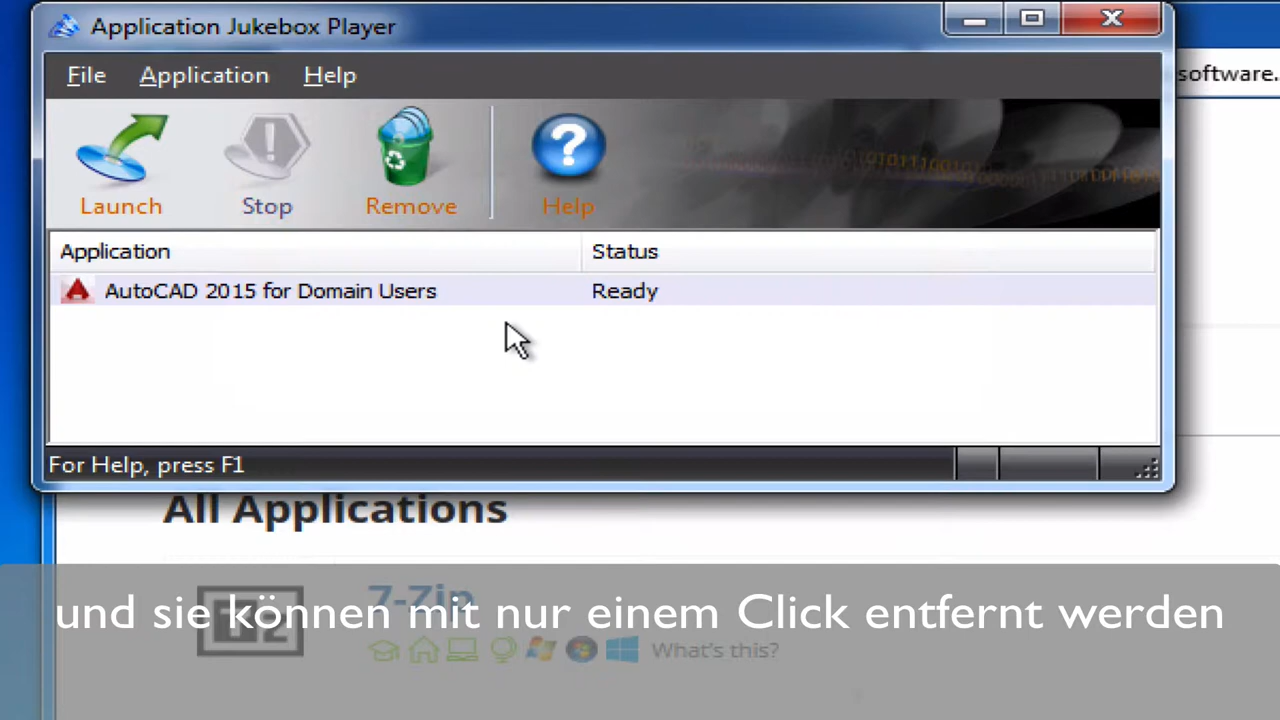 Application Jukebox Player
software.
File Application Help
Launch Stop Remove Help
Application Status
AutoCAD 2015 for Domain Users Ready
For Help, press F1
All Applications
7-Zip
und sie können mit nur einem Click entfernt werden
What's this?